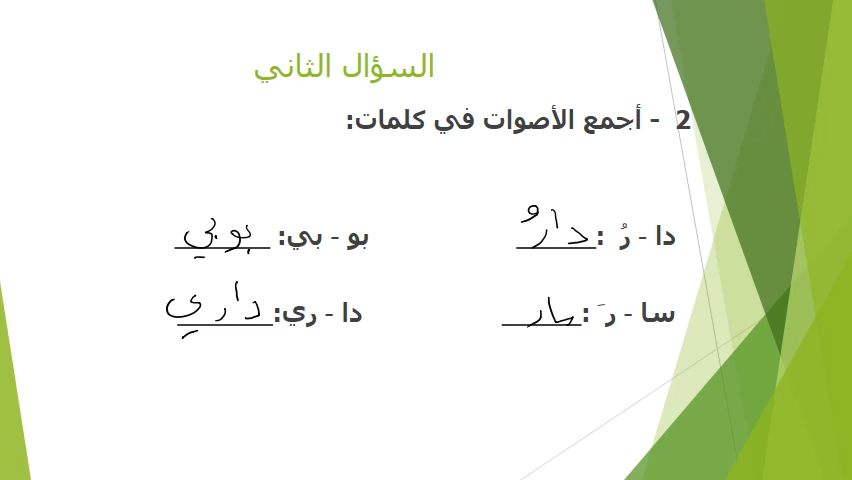 السؤال الثاني
2 - أجمع الأصوات في كلمات:
دا - رُ : دارُ بو - بي: بوبي
سا - رَ : سار دا - ري: داري